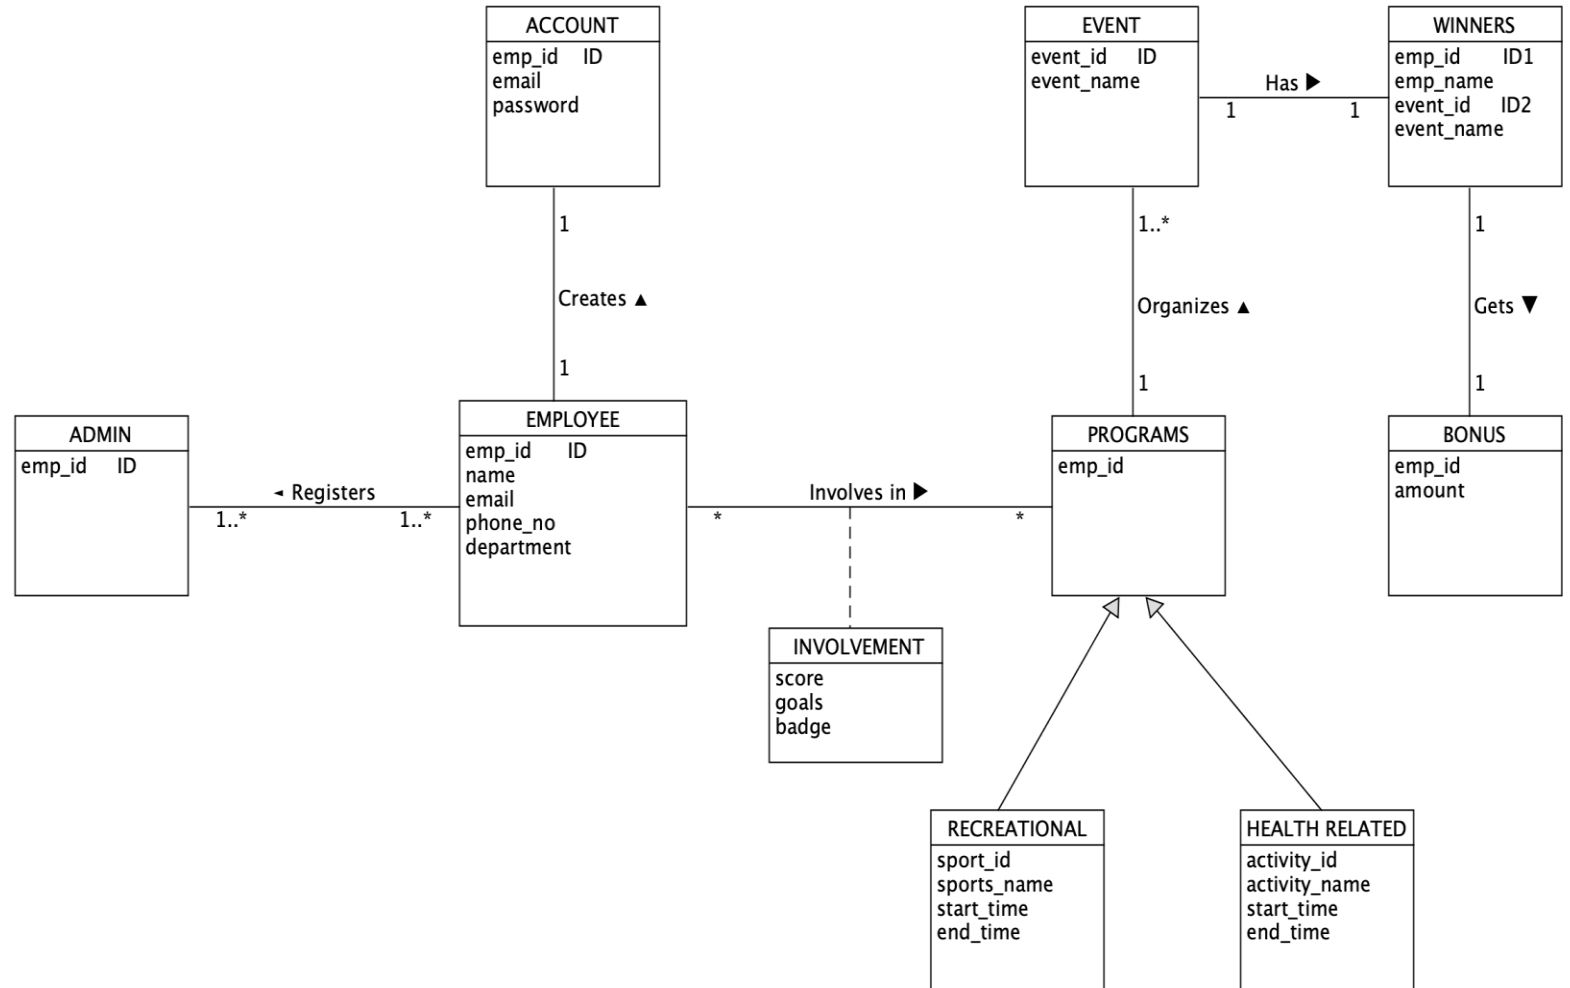 ACCOUNT
emp_id ID
email
password
EVENT
event_id ID
event_name
Has ▶
1 1
WINNERS
emp_id ID1
emp_name
event_id ID2
event_name
1
Creates ▲
1
1..*
Organizes ▲
1
1
Gets ▼
1
ADMIN
emp_id ID
◄ Registers
1..* 1..*
EMPLOYEE
emp_id ID
name
email
phone_no
department
Involves in ▶
* *
PROGRAMS
emp_id
BONUS
emp_id
amount
INVOLVEMENT
score
goals
badge
RECREATIONAL
sport_id
sports_name
start_time
end_time
HEALTH RELATED
activity_id
activity_name
start_time
end_time